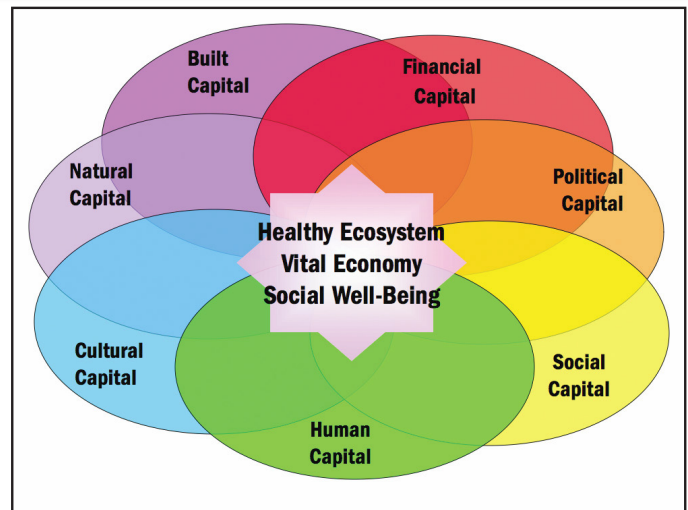 Built
Capital
Financial
Capital
Natural
Capital
Political
Capital
Healthy Ecosystem
Vital Economy
Social Well-Being
Cultural
Capital
Social
Capital
Human
Capital